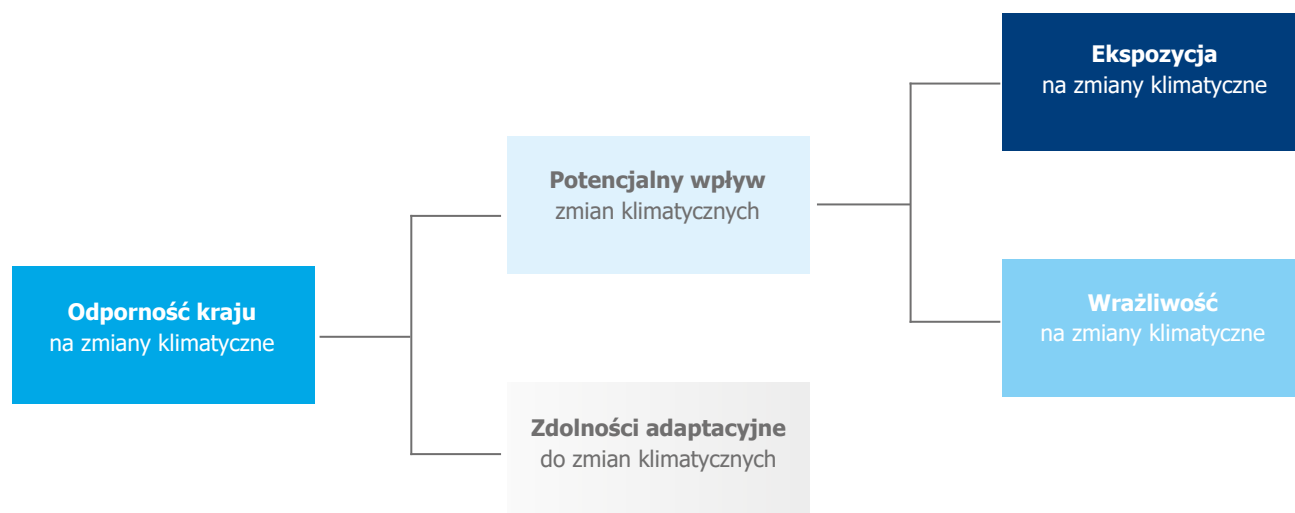 Ekspozycja
na zmiany klimatyczne
Potencjalny wpływ
zmian klimatycznych
Odporność kraju
na zmiany klimatyczne
Wrażliwość
na zmiany klimatyczne
Zdolności adaptacyjne
do zmian klimatycznych